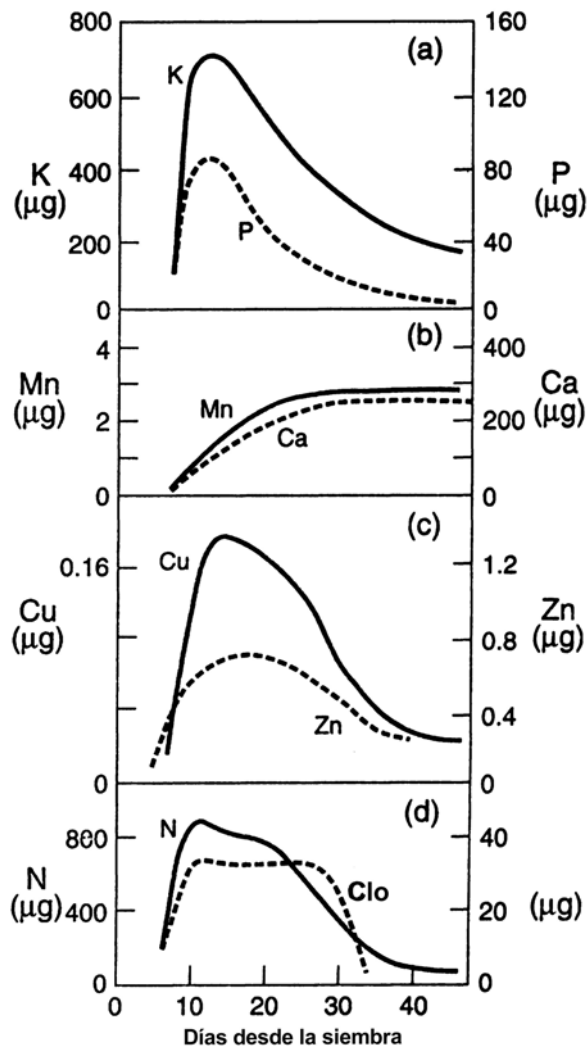 800
160
(a)
K
600
120
K
(μg)
400
80
P
(μg)
P
200
40
0
0
(b)
4
400
Mn
(μg)
Mn
Ca
(μg)
2
200
Ca
0
0
(c)
Cu
0.16
1.2
Cu
(μg)
0.8
Zn
(μg)
Zn
0.4
0
0
(d)
N
800
40
N
(μg)
Clo
(μg)
400
20
0
0
0 10 20 30 40
Días desde la siembra